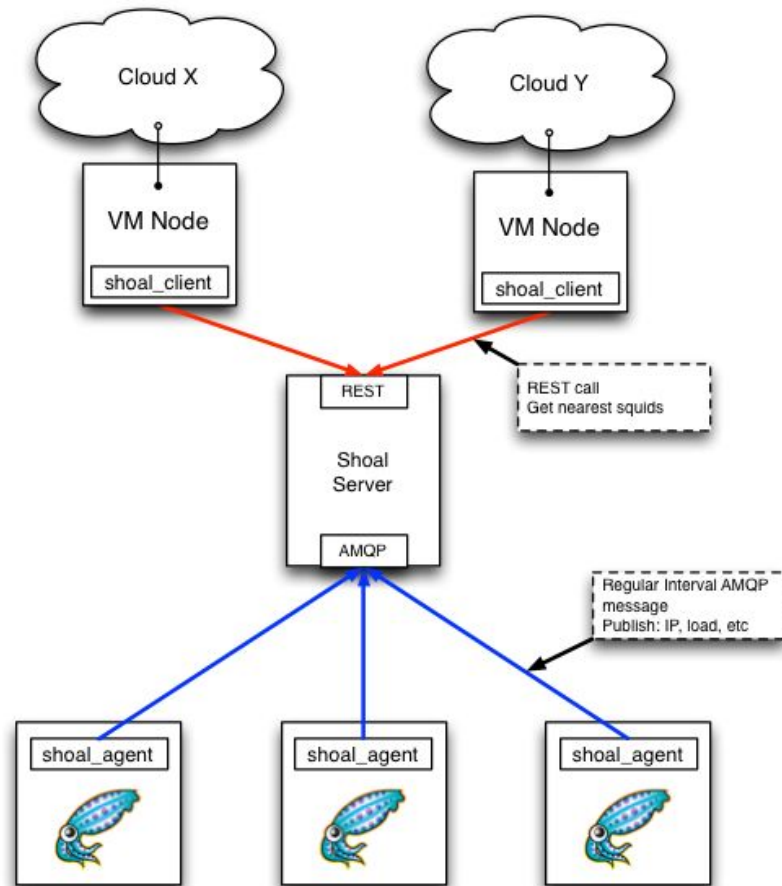 Cloud X
Cloud Y
VM Node
shoal_client
VM Node
shoal_client
REST call
Get nearest squids
REST
Shoal
Server
AMQP
Regular Interval AMQP
message
Publish: IP, load, etc
shoal_agent
shoal_agent
shoal_agent